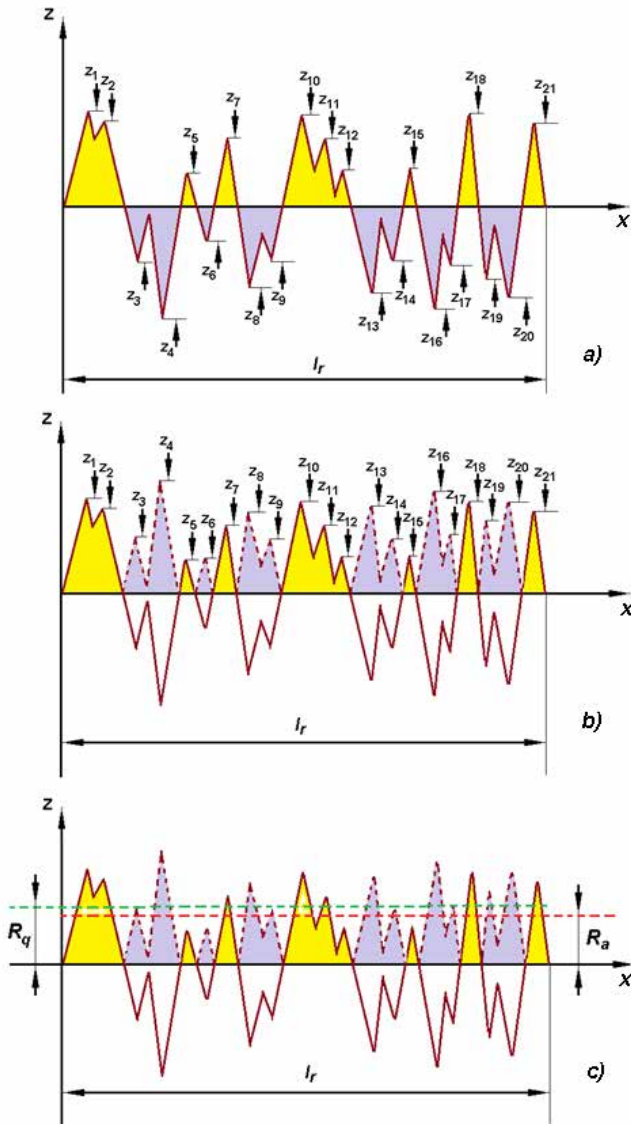 z
z₁ z₂ z₅ z₇ z₁₀ z₁₁ z₁₂ z₁₅ z₁₈ z₂₁
x
z₃ z₄ z₆ z₈ z₉ z₁₃ z₁₄ z₁₆ z₁₇ z₁₉ z₂₀
a)
lᵣ
z
z₁ z₂ z₃ z₄ z₅ z₆ z₇ z₈ z₉ z₁₀ z₁₁ z₁₂ z₁₃ z₁₄ z₁₅ z₁₆ z₁₇ z₁₈ z₁₉ z₂₀ z₂₁
x
b)
lᵣ
z
R_q R_a
x
c)
lᵣ